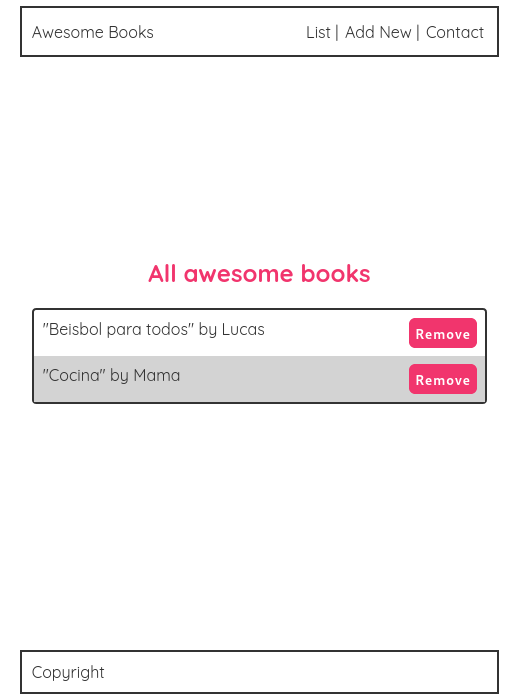 Awesome Books List | Add New | Contact
All awesome books
"Beisbol para todos" by Lucas Remove
"Cocina" by Mama Remove
Copyright